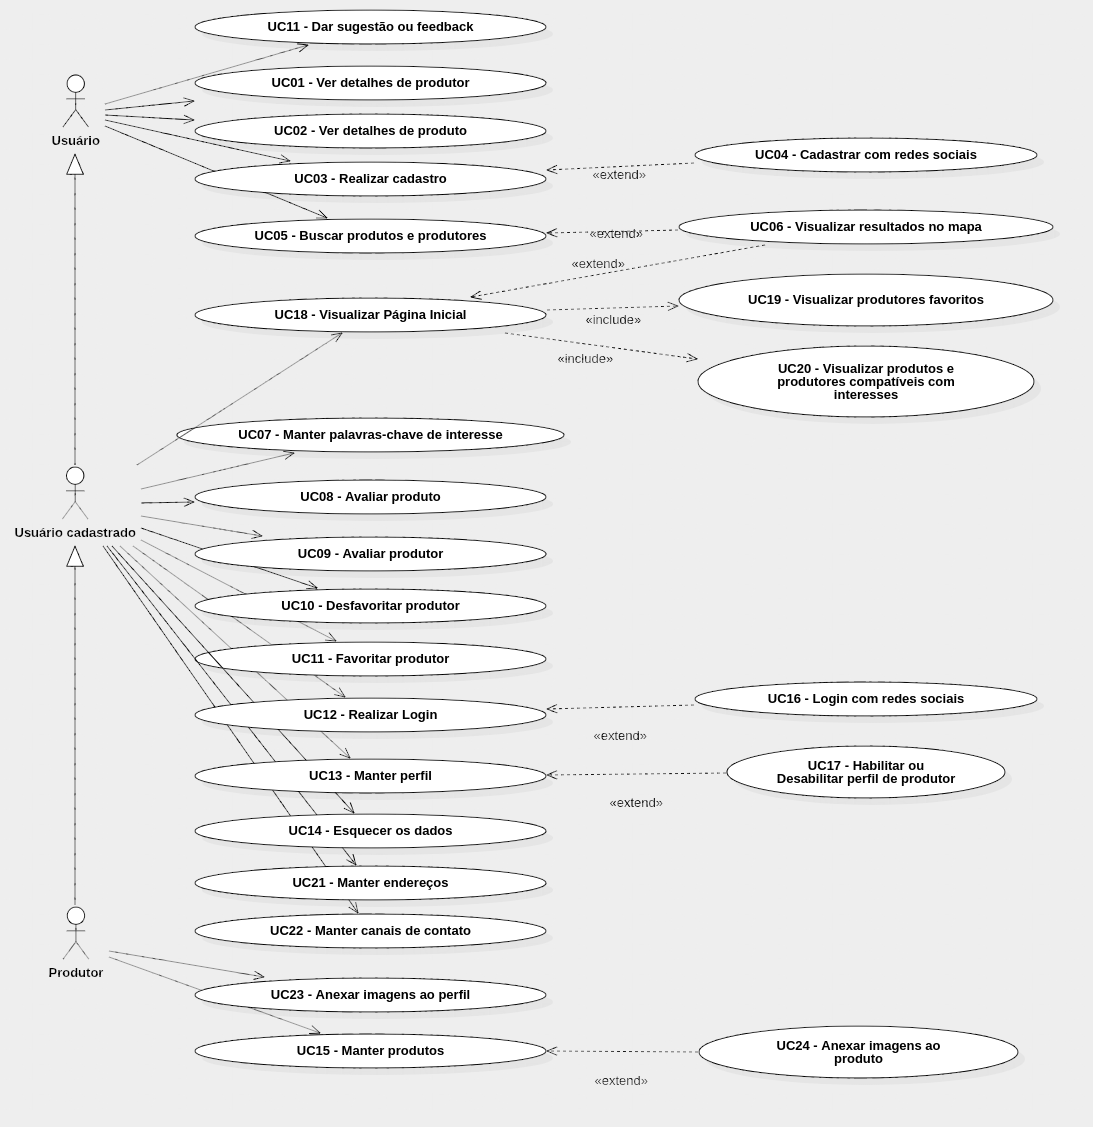 UC11 - Dar sugestão ou feedback
UC01 - Ver detalhes de produtor
UC02 - Ver detalhes de produto
Usuário
UC03 - Realizar cadastro
«extend»
UC04 - Cadastrar com redes sociais
UC05 - Buscar produtos e produtores
«extend»
UC06 - Visualizar resultados no mapa
«extend»
UC18 - Visualizar Página Inicial
«include»
UC19 - Visualizar produtores favoritos
«include»
UC20 - Visualizar produtos e
produtores compatíveis com
interesses
UC07 - Manter palavras-chave de interesse
UC08 - Avaliar produto
Usuário cadastrado
UC09 - Avaliar produtor
UC10 - Desfavoritar produtor
UC11 - Favoritar produtor
UC12 - Realizar Login
«extend»
UC16 - Login com redes sociais
UC13 - Manter perfil
«extend»
UC17 - Habilitar ou
Desabilitar perfil de produtor
UC14 - Esquecer os dados
UC21 - Manter endereços
UC22 - Manter canais de contato
Produtor
UC23 - Anexar imagens ao perfil
UC15 - Manter produtos
«extend»
UC24 - Anexar imagens ao
produto